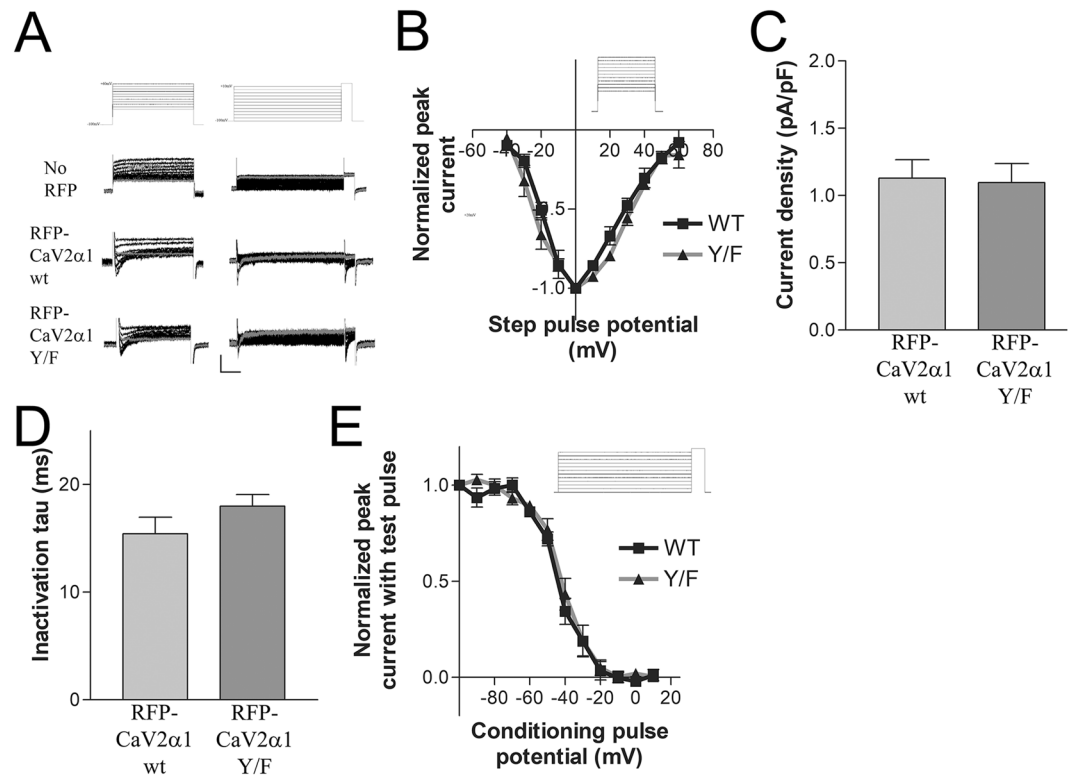 A
+60mV
-100mV
+10mV
-100mV
No
RFP
RFP-
CaV2α1
wt
RFP-
CaV2α1
Y/F
B
Normalized peak
current
-60 -40 -20 20 40 60 80
-.5
-1.0
WT
Y/F
Step pulse potential
(mV)
C
Current density (pA/pF)
2.0
1.5
1.0
0.5
0.0
RFP-
CaV2α1
wt
RFP-
CaV2α1
Y/F
D
Inactivation tau (ms)
20
10
0
RFP-
CaV2α1
wt
RFP-
CaV2α1
Y/F
E
Normalized peak
current with test pulse
1.0
0.5
0.0
WT
Y/F
-80 -60 -40 -20 0 20
Conditioning pulse
potential (mV)